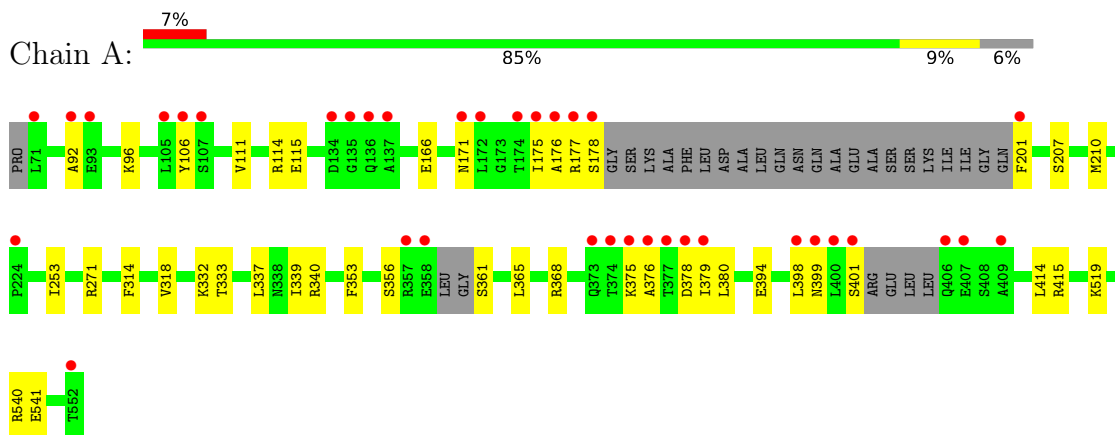 7%
Chain A:
85% 9% 6%
PRO L71 A92 E93 K96 L105 Y106 S107 V111 R114 E115 D134 G135 Q136 A137 E166 N171 L172 G173 T174 I175 A176 R177 S178 GLY SER LYS ALA PHE LEU ASP ALA LEU GLN ASN GLN ALA GLU ALA SER SER LYS ILE ILE GLY GLN F201 S207 M210
P224 I253 R271 F314 V318 K332 T333 L337 N338 I339 R340 F353 S356 R357 E358 LEU GLY S361 L365 R368 Q373 T374 K375 A376 T377 D378 I379 L380 E394 L398 N399 L400 S401 ARG GLU LEU LEU Q406 E407 S408 A409 L414 R415 K519
R540 E541 T552